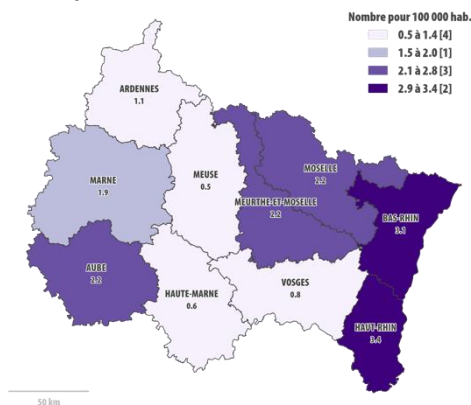 Nombre pour 100 000 hab.
0.5 à 1.4 [4]
1.5 à 2.0 [1]
2.1 à 2.8 [3]
2.9 à 3.4 [2]
ARDENNES
1.1
MARNE
1.9
MEUSE
0.5
MOSELLE
2.2
MEURTHE-ET-MOSELLE
2.2
BAS-RHIN
3.1
AUBE
2.2
HAUTE-MARNE
0.6
VOSGES
0.8
HAUT-RHIN
3.4
50 km